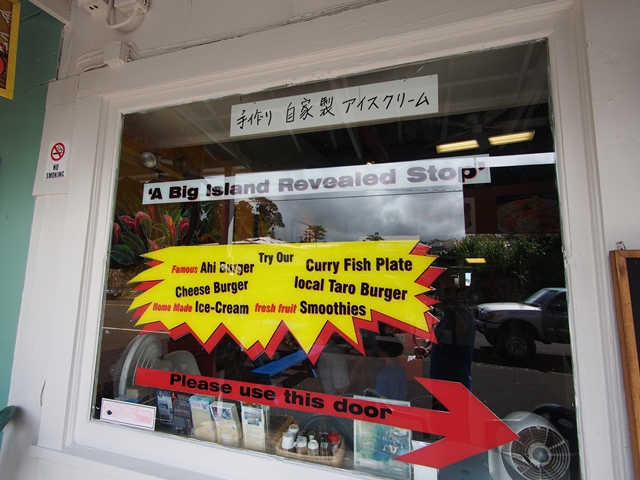 手作り 自家製 アイスクリーム
NO
SMOKING
'A Big Island Revealed Stop'
Try Our
Famous Ahi Burger
Curry Fish Plate
Cheese Burger
local Taro Burger
Home Made Ice-Cream fresh fruit Smoothies
Please use this door